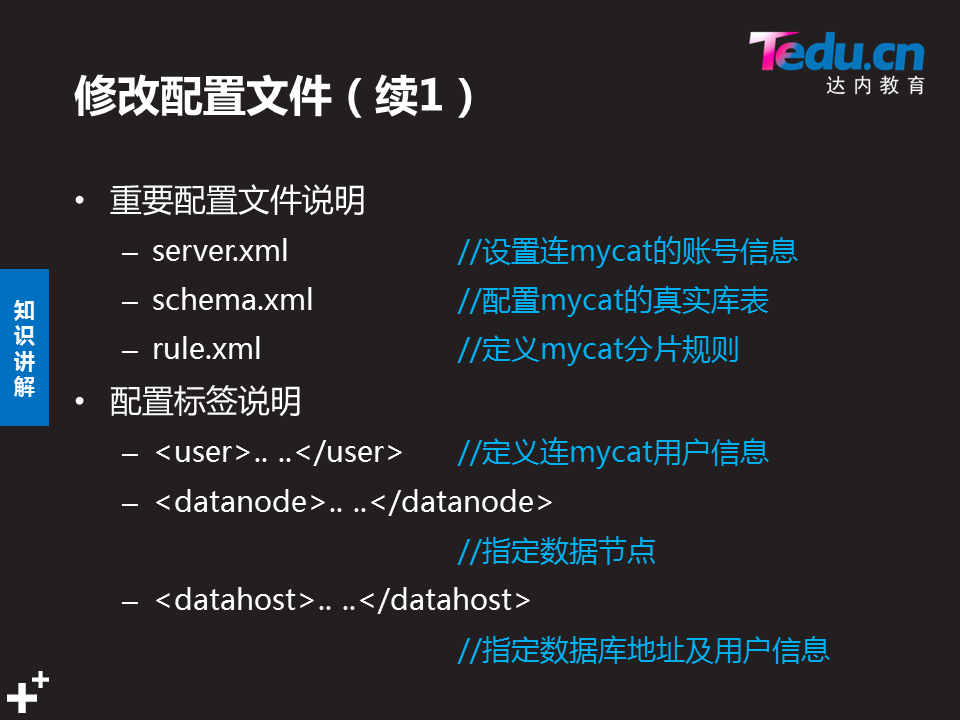 Tedu.cn
达内教育
修改配置文件（续1）
• 重要配置文件说明
– server.xml //设置连mycat的账号信息
– schema.xml //配置mycat的真实库表
– rule.xml //定义mycat分片规则
• 配置标签说明
– <user>.. ..</user> //定义连mycat用户信息
– <datanode>.. ..</datanode>
//指定数据节点
– <datahost>.. ..</datahost>
//指定数据库地址及用户信息
知识讲解